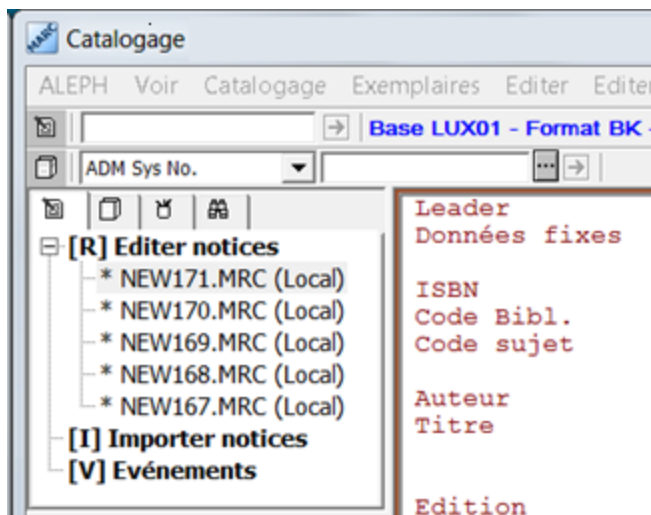 MARC Catalogage
ALEPH Voir Catalogage Exemplaires Editer Editer
Base LUX01 - Format BK -
ADM Sys No. ...
[R] Editer notices
* NEW171.MRC (Local)
* NEW170.MRC (Local)
* NEW169.MRC (Local)
* NEW168.MRC (Local)
* NEW167.MRC (Local)
[I] Importer notices
[V] Evénements
Leader
Données fixes
ISBN
Code Bibl.
Code sujet
Auteur
Titre
Edition